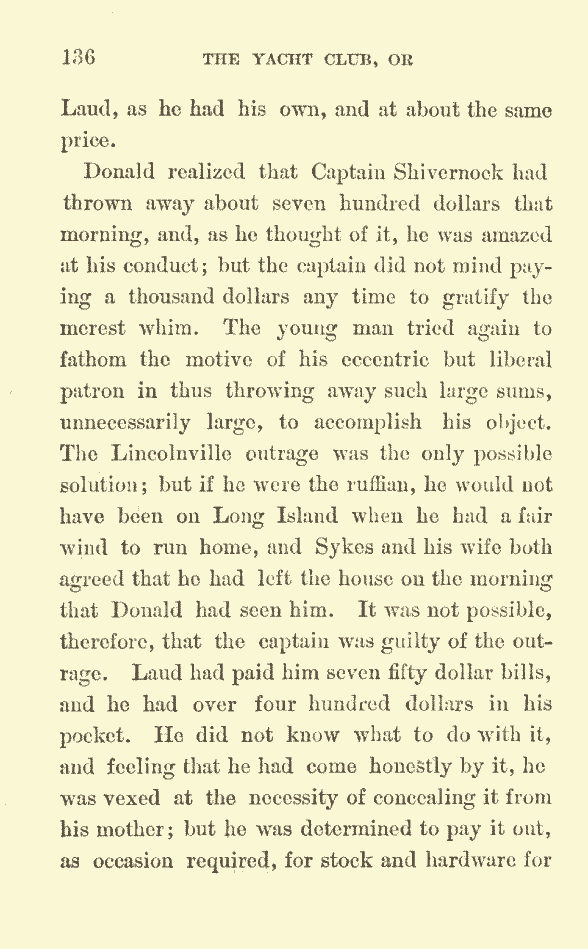 136 THE YACHT CLUB, OR
Laud, as he had his own, and at about the same
price.
Donald realized that Captain Shivernock had
thrown away about seven hundred dollars that
morning, and, as he thought of it, he was amazed
at his conduct; but the captain did not mind pay-
ing a thousand dollars any time to gratify the
merest whim. The young man tried again to
fathom the motive of his eccentric but liberal
patron in thus throwing away such large sums,
unnecessarily large, to accomplish his object.
The Lincolnville outrage was the only possible
solution; but if he were the ruffian, he would not
have been on Long Island when he had a fair
wind to run home, and Sykes and his wife both
agreed that he had left the house on the morning
that Donald had seen him. It was not possible,
therefore, that the captain was guilty of the out-
rage. Laud had paid him seven fifty dollar bills,
and he had over four hundred dollars in his
pocket. He did not know what to do with it,
and feeling that he had come honestly by it, he
was vexed at the necessity of concealing it from
his mother; but he was determined to pay it out,
as occasion required, for stock and hardware for